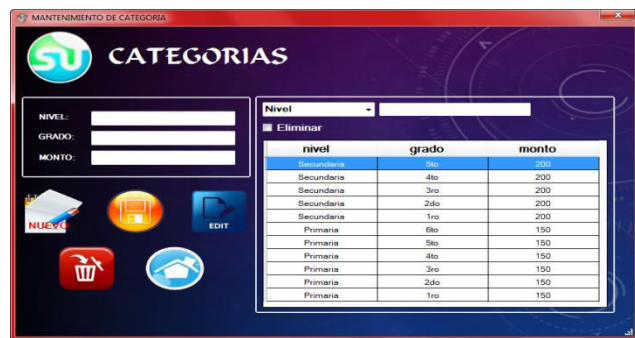 MANTENIMIENTO DE CATEGORIA
CATEGORIAS
NIVEL:
GRADO:
MONTO:
NUEVO
EDIT
Nivel
Eliminar
nivel grado monto
Secundaria 5to 200
Secundaria 4to 200
Secundaria 3ro 200
Secundaria 2do 200
Secundaria 1ro 200
Primaria 6to 150
Primaria 5to 150
Primaria 4to 150
Primaria 3ro 150
Primaria 2do 150
Primaria 1ro 150